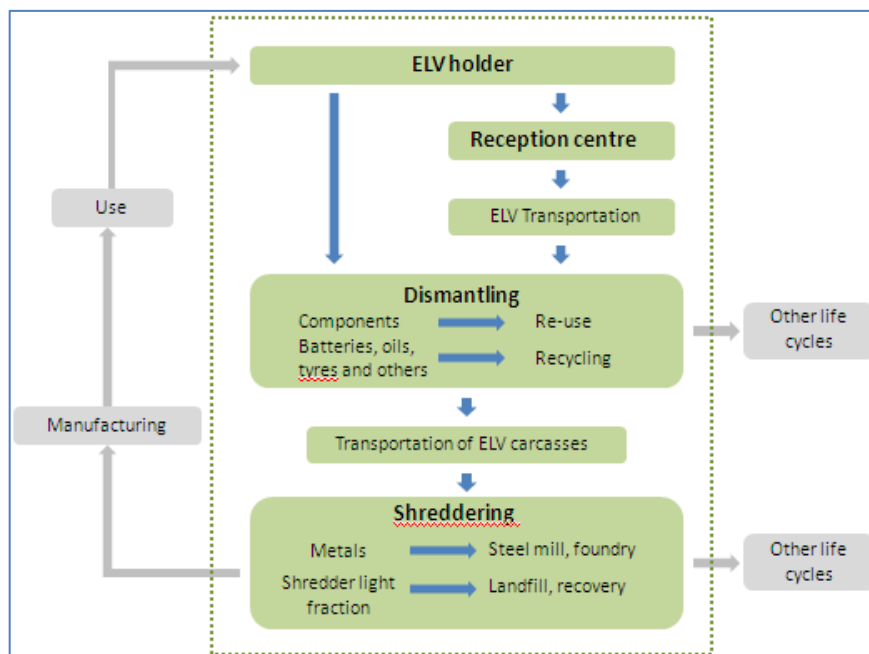 ELV holder
Reception centre
Use
ELV Transportation
Dismantling
Components
Re-use
Batteries, oils,
tyres and others
Recycling
Other life
cycles
Manufacturing
Transportation of ELV carcasses
Shreddering
Metals
Steel mill, foundry
Shredder light
fraction
Landfill, recovery
Other life
cycles